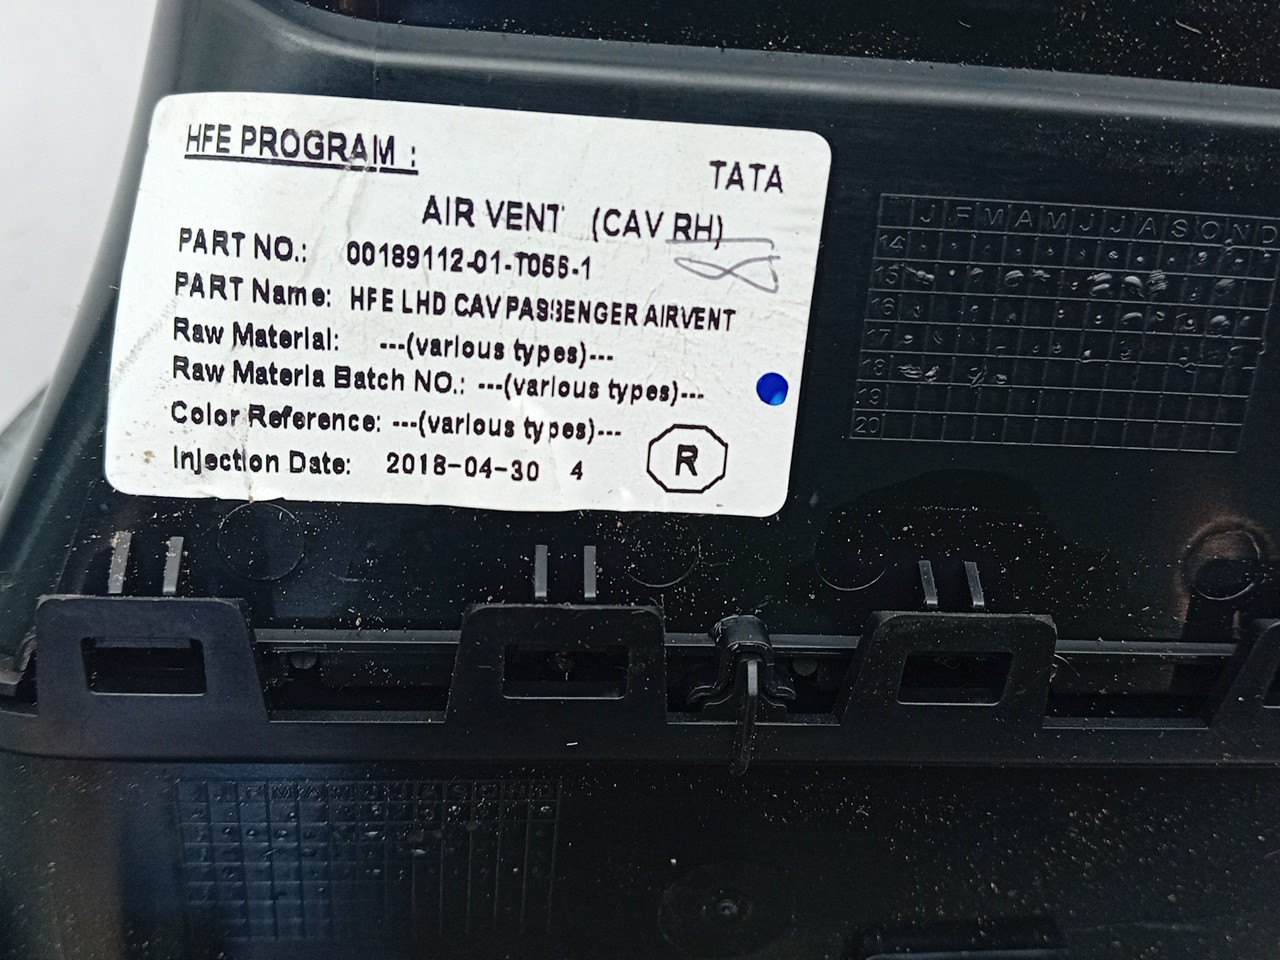 HFE PROGRAM :
TATA
AIR VENT (CAV RH)
PART NO.: 00189112-01-T055-1
PART Name: HFE LHD CAV PASSENGER AIRVENT
Raw Material: ---(various types)---
Raw Materia Batch NO.: ---(various types)---
Color Reference: ---(various types)---
Injection Date: 2018-04-30 4
R
J F M A M J J A S O N D
14
15
16
17
18
19
20